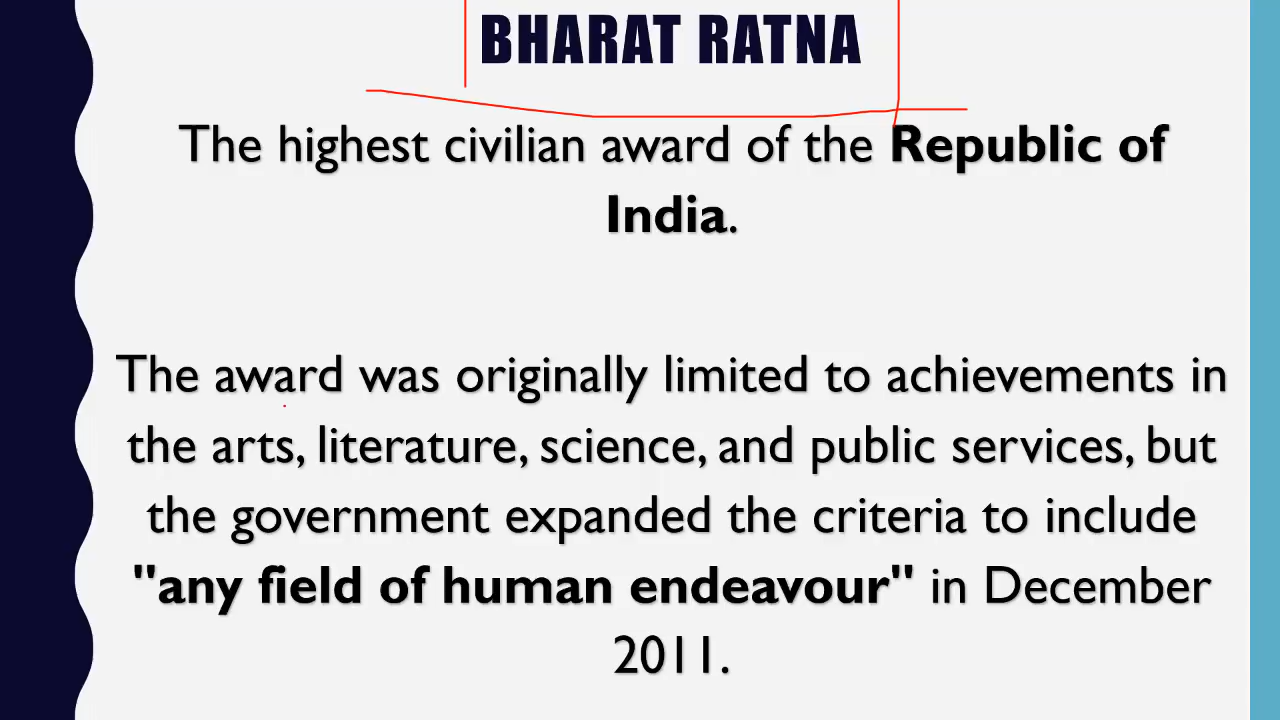 BHARAT RATNA
The highest civilian award of the Republic of
India.
The award was originally limited to achievements in
the arts, literature, science, and public services, but
the government expanded the criteria to include
"any field of human endeavour" in December
2011.